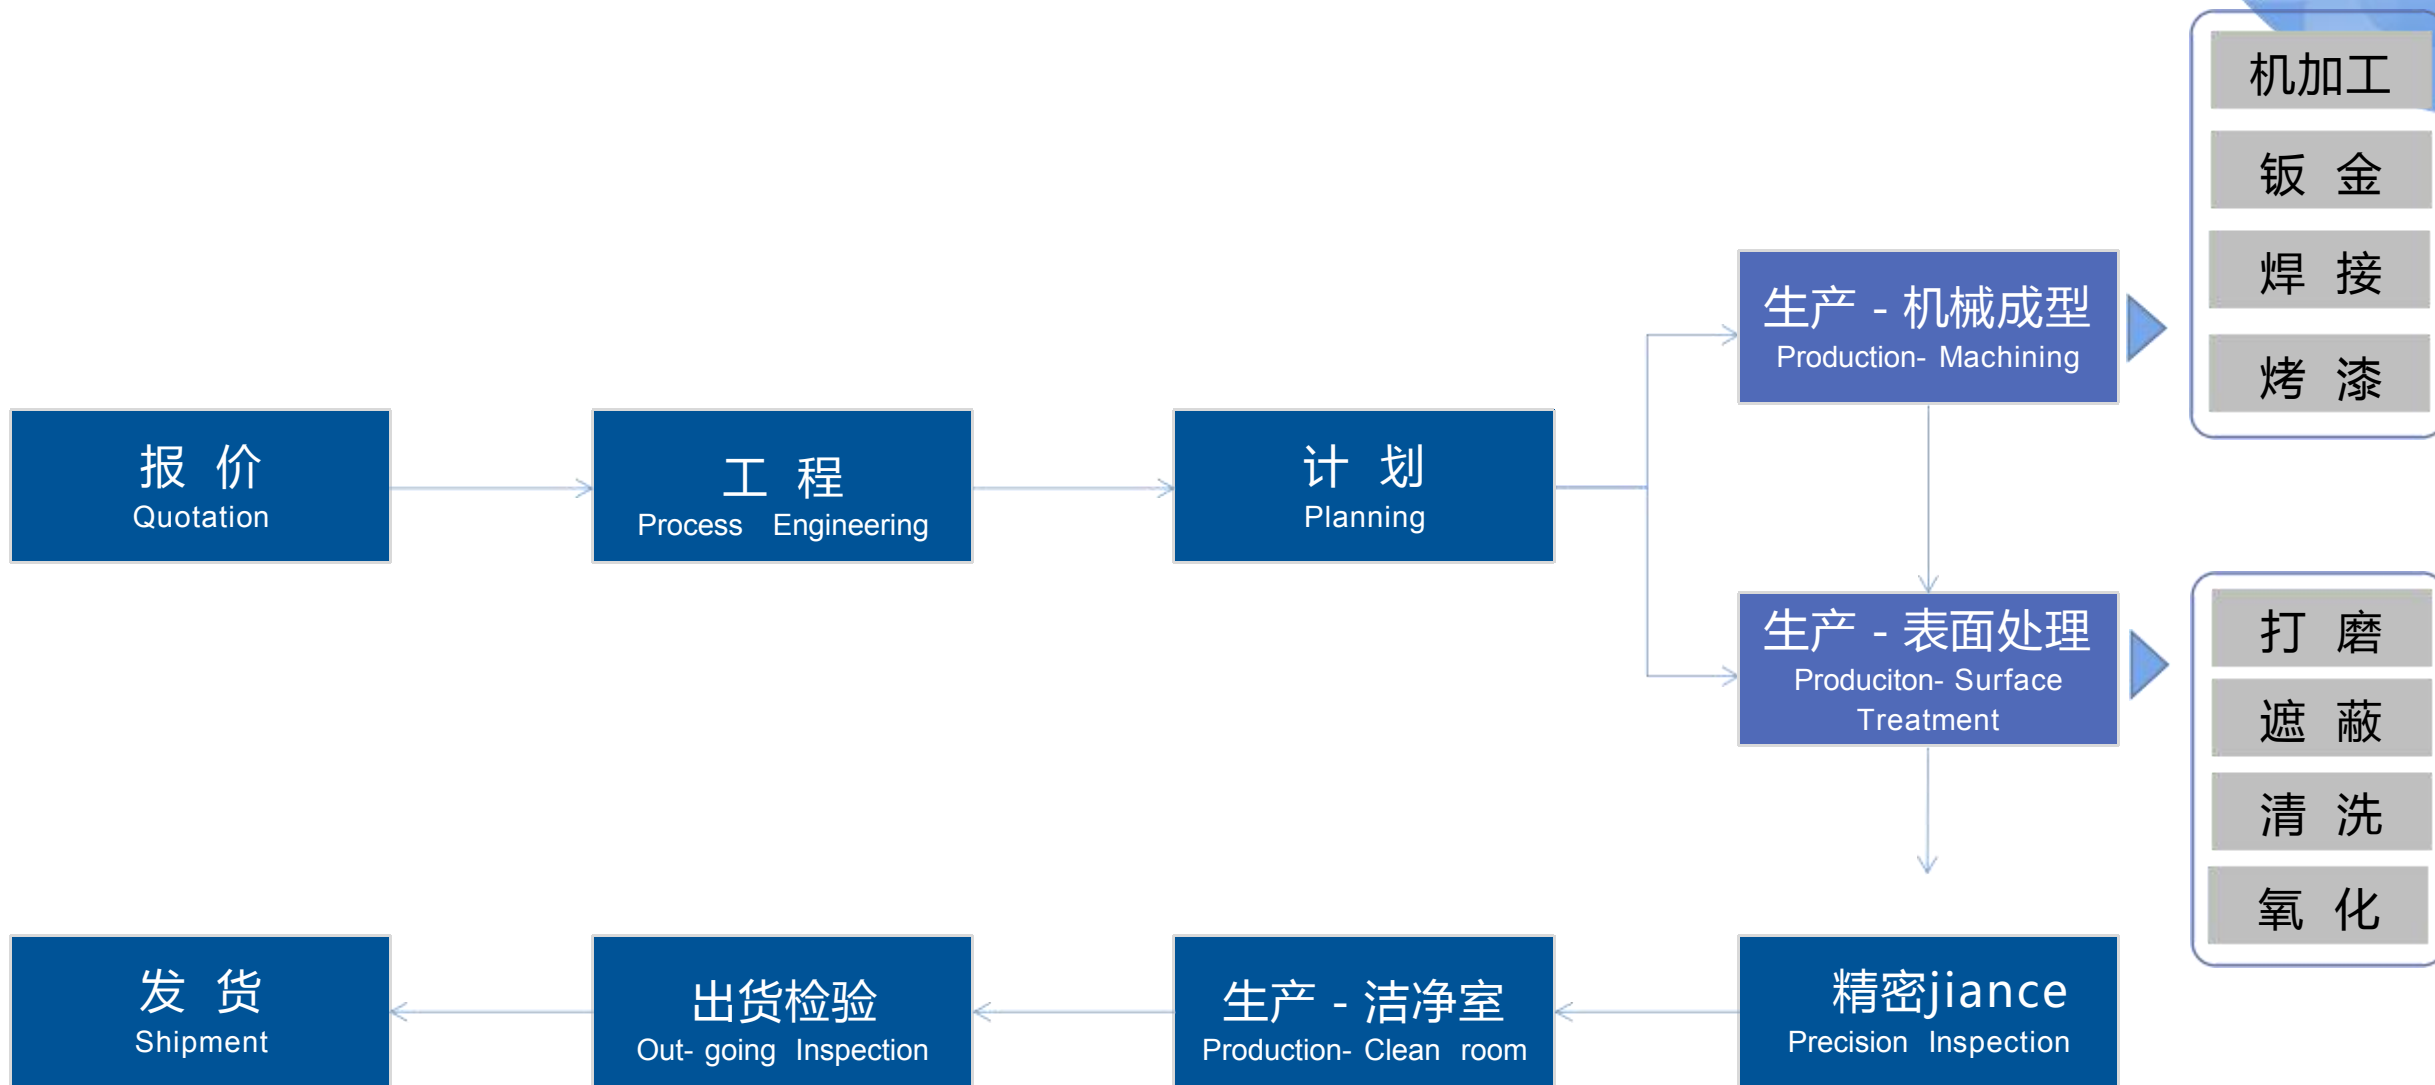 报 价
Quotation
工 程
Process Engineering
计 划
Planning
生产 - 机械成型
Production- Machining
机加工
钣 金
焊 接
烤 漆
生产 - 表面处理
Produciton- Surface
Treatment
打 磨
遮 蔽
清 洗
氧 化
精密jiance
Precision Inspection
生产 - 洁净室
Production- Clean room
出货检验
Out- going Inspection
发 货
Shipment